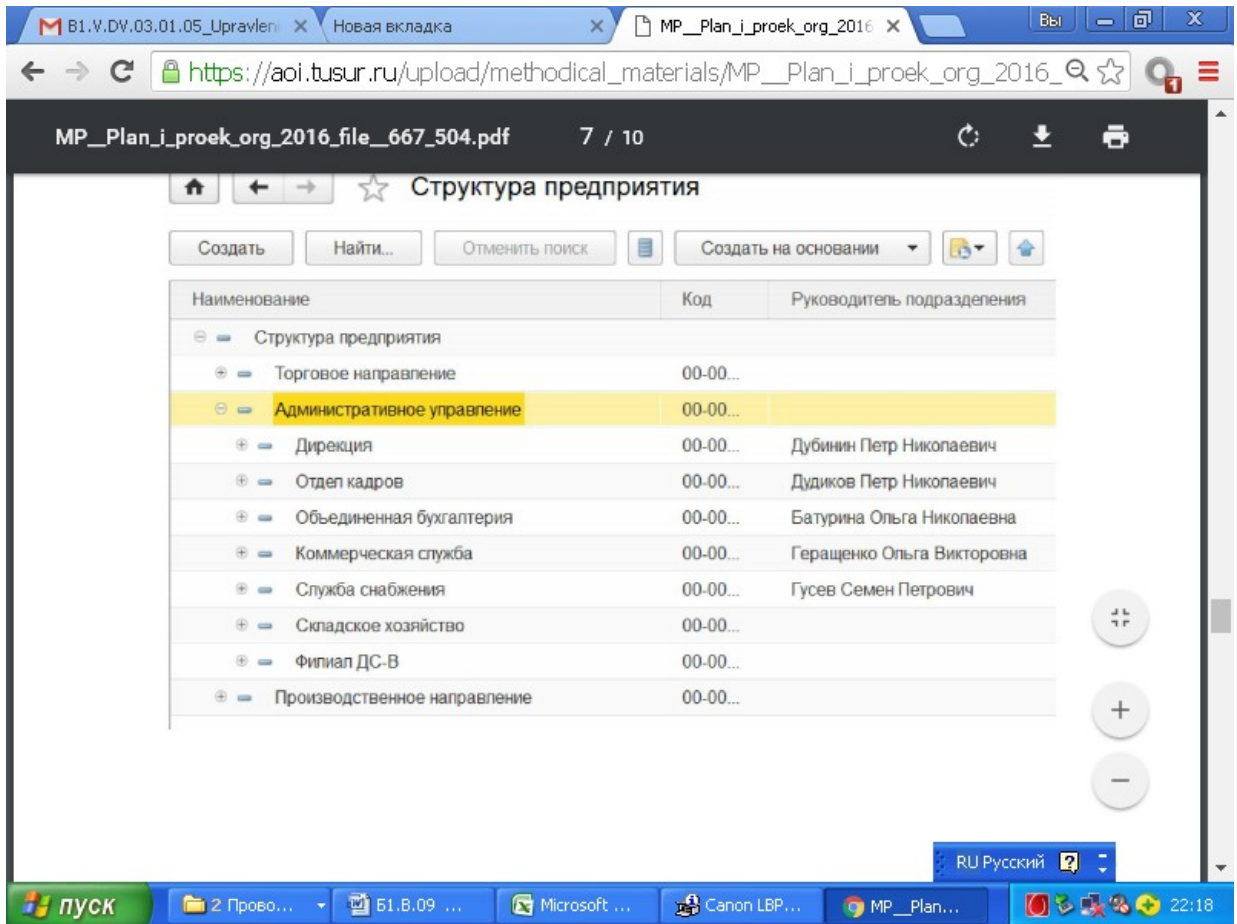 B1.V.DV.03.01.05_Upravleni
Новая вкладка
MP__Plan_i_proek_org_2016
Вы
https://aoi.tusur.ru/upload/methodical_materials/MP__Plan_i_proek_org_2016_
1
MP__Plan_i_proek_org_2016_file__667_504.pdf 7 / 10
Структура предприятия
Создать Найти... Отменить поиск Создать на основании
Наименование Код Руководитель подразделения
Структура предприятия
Торговое направление 00-00...
Административное управление 00-00...
Дирекция 00-00... Дубинин Петр Николаевич
Отдел кадров 00-00... Дудиков Петр Николаевич
Объединенная бухгалтерия 00-00... Батурина Ольга Николаевна
Коммерческая служба 00-00... Геращенко Ольга Викторовна
Служба снабжения 00-00... Гусев Семен Петрович
Складское хозяйство 00-00...
Филиал ДС-В 00-00...
Производственное направление 00-00...
RU Русский
пуск 2 Прово... Б1.В.09 ... Microsoft ... Canon LBP... MP__Plan... 22:18